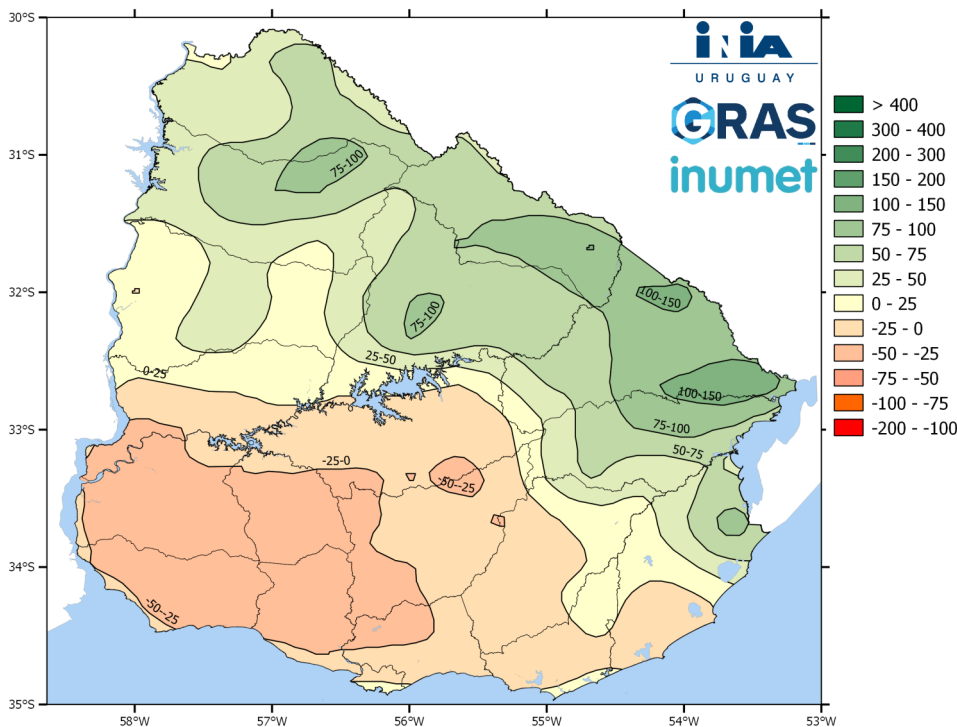 30°S
31°S
32°S
33°S
34°S
35°S
58°W
57°W
56°W
55°W
54°W
53°W
iNiA
URUGUAY
GRAS
inumet
> 400
300 - 400
200 - 300
150 - 200
100 - 150
75 - 100
50 - 75
25 - 50
0 - 25
-25 - 0
-50 - -25
-75 - -50
-100 - -75
-200 - -100
75-100
100-150
75-100
25-50
0-25
100-150
75-100
50-75
-25-0
-50--25
-50--25